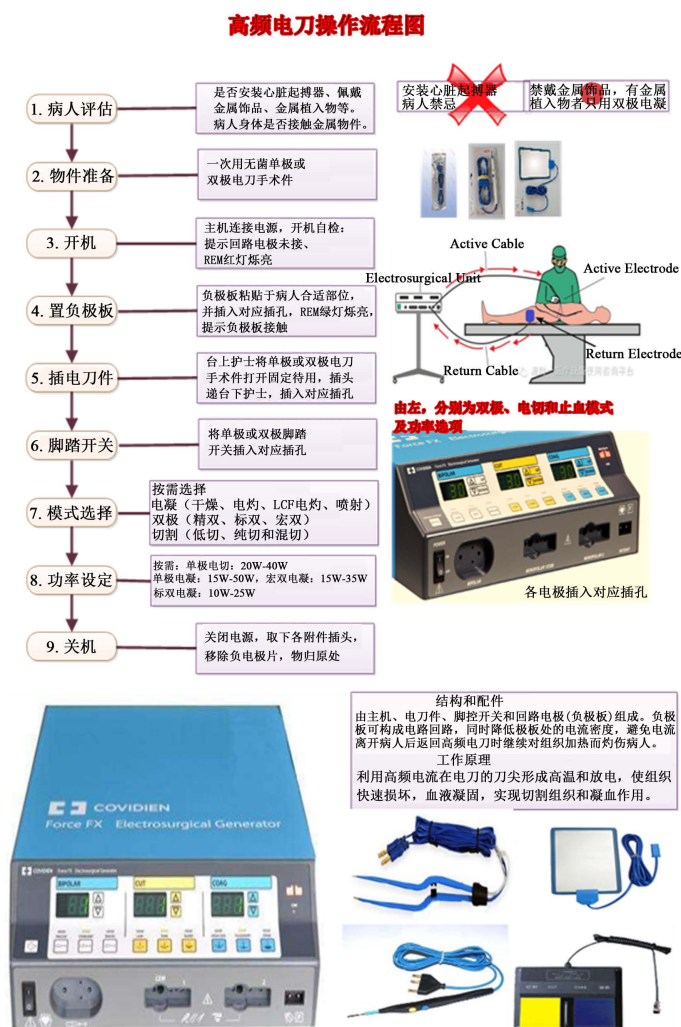 高频电刀操作流程图
1. 病人评估
是否安装心脏起搏器、佩戴
金属饰品、金属植入物等。
病人身体是否接触金属物件。
安装心脏起搏器
病人禁忌
禁戴金属饰品，有金属
植入物者只用双极电凝
2. 物件准备
一次用无菌单极或
双极电刀手术件
3. 开机
主机连接电源，开机自检：
提示回路电极未接、
REM红灯烁亮
Active Cable
Electrosurgical Unit
Active Electrode
Return Electrode
Return Cable
4. 置负极板
负极板粘贴于病人合适部位，
并插入对应插孔，REM绿灯烁亮，
提示负极板接触
5. 插电刀件
台上护士将单极或双极电刀
手术件打开固定待用，插头
递台下护士，插入对应插孔
由左，分别为双极、电切和止血模式
及功率选项
6. 脚踏开关
将单极或双极脚踏
开关插入对应插孔
7. 模式选择
按需选择
电凝（干燥、电灼、LCF电灼、喷射）
双极（精双、标双、宏双）
切割（低切、纯切和混切）
BIPOLAR
CUT
COAG
8. 功率设定
按需：单极电切：20W-40W
单极电凝：15W-50W，宏双电凝：15W-35W
标双电凝：10W-25W
各电极插入对应插孔
9. 关机
关闭电源，取下各附件插头，
移除负电极片，物归原处
结构和配件
由主机、电刀件、脚控开关和回路电极(负极板)组成。负极
板可构成电路回路，同时降低极板处的电流密度，避免电流
离开病人后返回高频电刀时继续对组织加热而灼伤病人。
工作原理
利用高频电流在电刀的刀尖形成高温和放电，使组织
快速损坏，血液凝固，实现切割组织和凝血作用。
COVIDIEN
Force FX Electrosurgical Generator
COVIDIEN
BIPOLAR
CUT
COAG